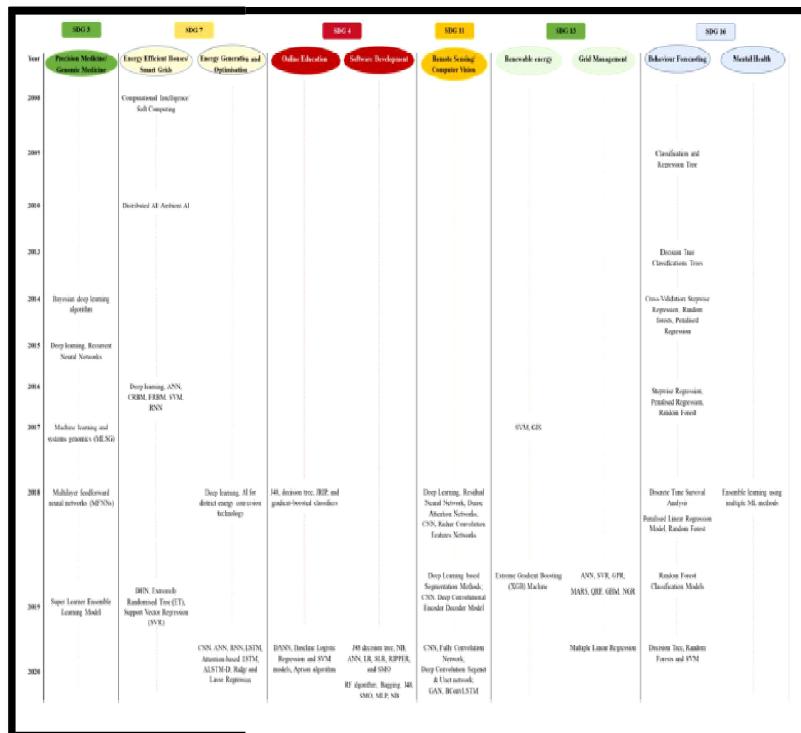 SDG 3
SDG 7
SDG 4
SDG 11
SDG 13
SDG 16
Year
Precision Medicine/
Genomic Medicine
Energy Efficient Homes/
Smart Grids
Energy Generation and
Optimisation
Online Education
Software Development
Remote Sensing/
Computer Vision
Renewable energy
Grid Management
Behaviour Forecasting
Mental Health
2000
Computational Intelligence/
Soft Computing
2005
Classification and
Regression Tree
2010
Distributed AI/ Ambient AI
2013
Decision Tree
Classifications Trees
2014
Bayesian deep learning
algorithm
Cross-Validation Stepwise
Regression, Random
forests, Penalised
Regression
2015
Deep learning, Recurrent
Neural Networks
2016
Deep learning, ANN,
CRBM, FRBM, SVM,
RNN
Stepwise Regression,
Penalised Regression,
Random Forest
2017
Machine learning and
systems genomics (MLSG)
SVM, GIS
2018
Multilayer feedforward
neural networks (MFNNs)
Deep learning, AI for
district energy conversion
technology
J48, decision tree, JRIP, and
gradient-boosted classifiers
Deep Learning, Residual
Neural Network, Dense
Attention Networks,
CNN, Richer Convolution
Features Networks
Discrete Time Survival
Analysis
Penalised Linear Regression
Model, Random Forest
Ensemble learning using
multiple ML methods
2019
Super Learner Ensemble
Learning Model
DHN, Extremely
Randomised Tree (ET),
Support Vector Regression
(SVR)
Deep Learning based
Segmentation Methods;
CNN, Deep Convolutional
Encoder Decoder Model
Extreme Gradient Boosting
(XGB) Machine
ANN, SVR, GPR,
MARS, QRF, GBM, NGR
Random Forest
Classification Models
2020
CNN, ANN, RNN, LSTM,
Attention-based LSTM,
ALSTM-D, Ridge and
Lasso Regression
DANN, Baseline Logistic
Regression and SVM
models, Apriori algorithm
J48 decision tree, NB,
ANN, LR, SLR, RIPPER,
and SMO
RF algorithm, Bagging, J48,
SMO, MLP, NB
CNN, Fully Convolution
Network,
Deep Convolution Segnet
& Unet network,
GAN, BConvLSTM
Multiple Linear Regression
Decision Tree, Random
Forests and SVM